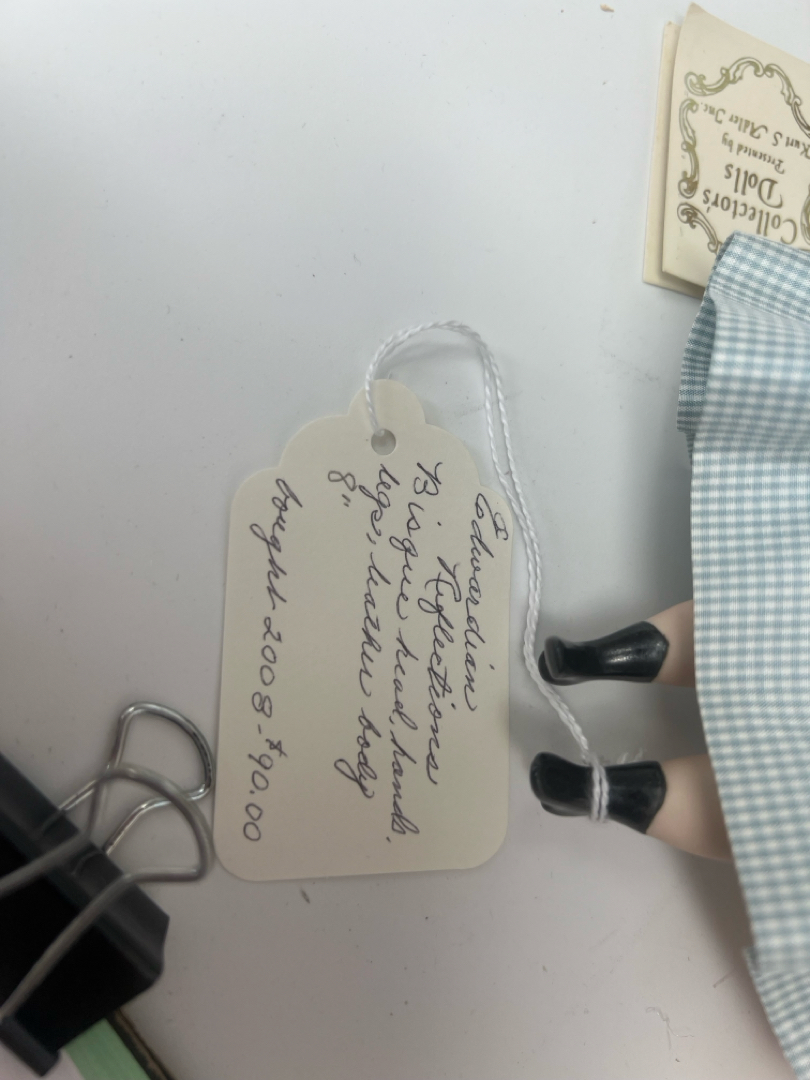 Edwardian
Reflections
Bisque head, hands,
legs, leather body
8"
bought 2008 - $90.00
Collector's
Dolls
Presented by
Kurt S. Adler Inc.